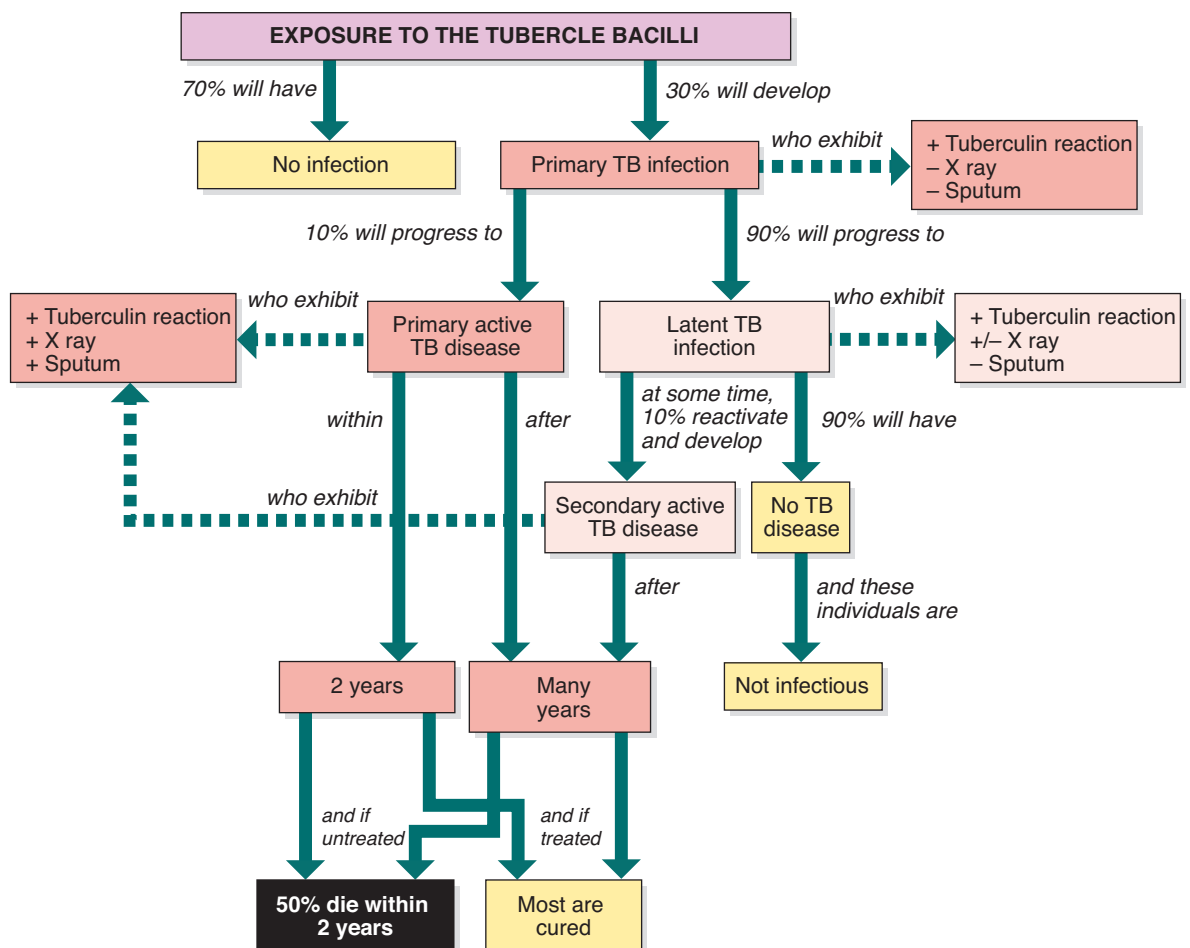 EXPOSURE TO THE TUBERCLE BACILLI
70% will have
30% will develop
No infection
Primary TB infection
who exhibit
+ Tuberculin reaction
– X ray
– Sputum
10% will progress to
90% will progress to
+ Tuberculin reaction
+ X ray
+ Sputum
who exhibit
Primary active
TB disease
Latent TB
infection
who exhibit
+ Tuberculin reaction
+/– X ray
– Sputum
within
after
at some time,
10% reactivate
and develop
90% will have
who exhibit
Secondary active
TB disease
No TB
disease
after
and these
individuals are
2 years
Many
years
Not infectious
and if
untreated
and if
treated
50% die within
2 years
Most are
cured